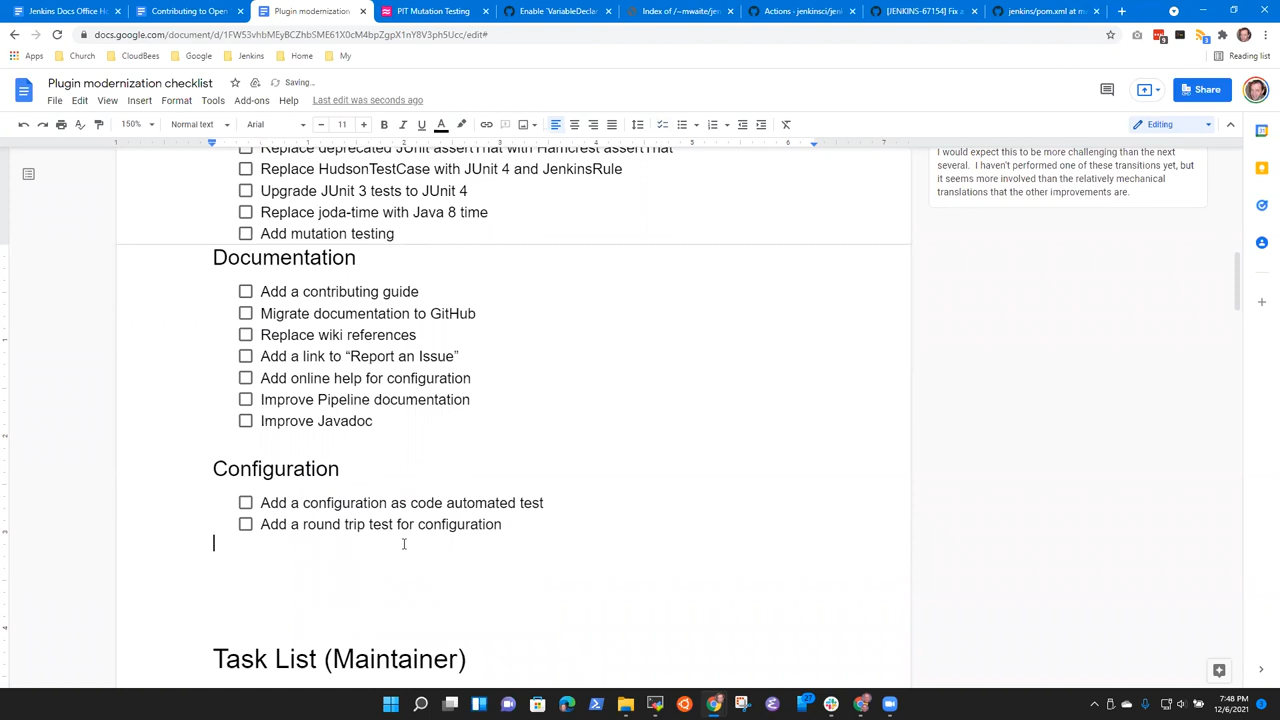 Jenkins Docs Office H
Contributing to Open
Plugin modernization
PIT Mutation Testing
Enable `VariableDeclar
Index of /~mwaite/jen
Actions · jenkinsci/jen
[JENKINS-67154] Fix a
jenkins/pom.xml at m
docs.google.com/document/d/1FW53vhbMEyBCZhbSME61X0cM4bpZgpX1nY8V3ph5Ucc/edit#
Apps
Church
CloudBees
Google
Jenkins
Home
My
Reading list
Plugin modernization checklist
Saving…
File Edit View Insert Format Tools Add-ons Help Last edit was seconds ago
Share
150% Normal text Arial 11 Editing
Replace deprecated JUnit assertThat with Hamcrest assertThat
Replace HudsonTestCase with JUnit 4 and JenkinsRule
Upgrade JUnit 3 tests to JUnit 4
Replace joda-time with Java 8 time
Add mutation testing
I would expect this to be more challenging than the next
several. I haven't performed one of these transitions yet, but
it seems more involved than the relatively mechanical
translations that the other improvements are.
Documentation
Add a contributing guide
Migrate documentation to GitHub
Replace wiki references
Add a link to “Report an Issue”
Add online help for configuration
Improve Pipeline documentation
Improve Javadoc
Configuration
Add a configuration as code automated test
Add a round trip test for configuration
Task List (Maintainer)
7:48 PM
12/6/2021